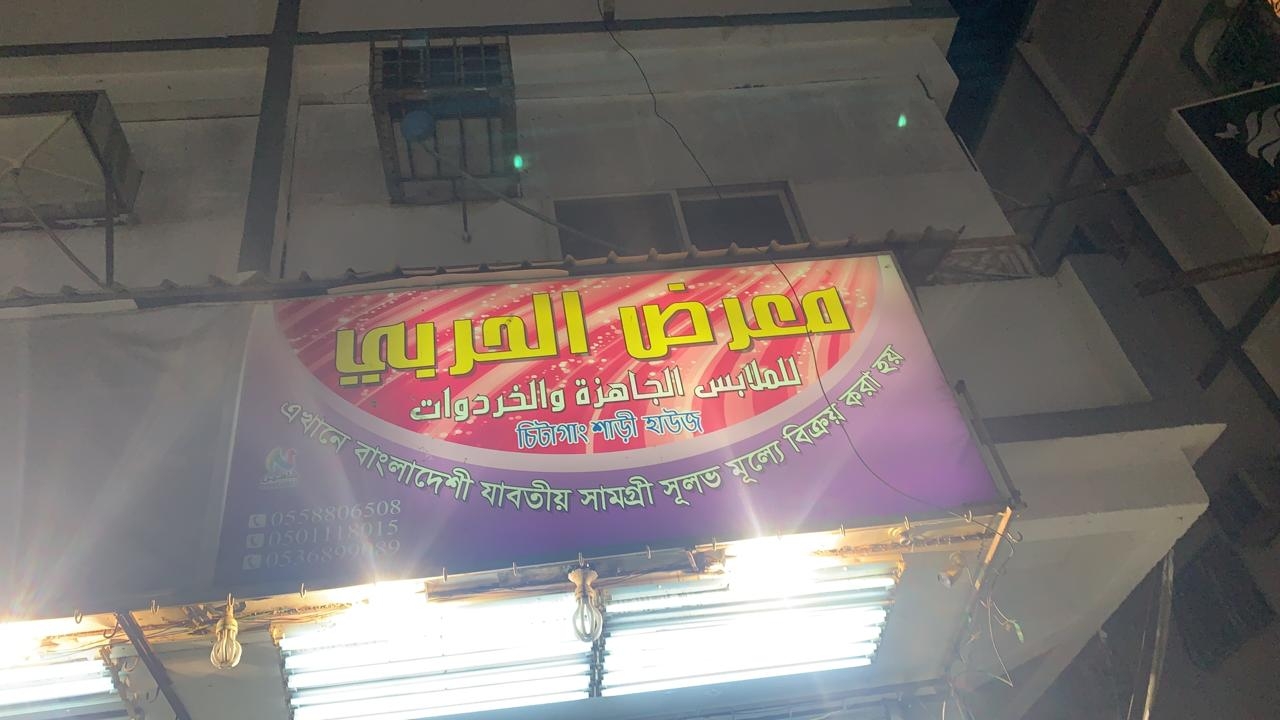 معرض الحربي
للملابس الجاهزة والخردوات
চিটাগাং শাড়ী হাউজ
এখানে বাংলাদেশী যাবতীয় সামগ্রী সূলভ মূল্যে বিক্রয় করা হয়
0558806508
0501118015